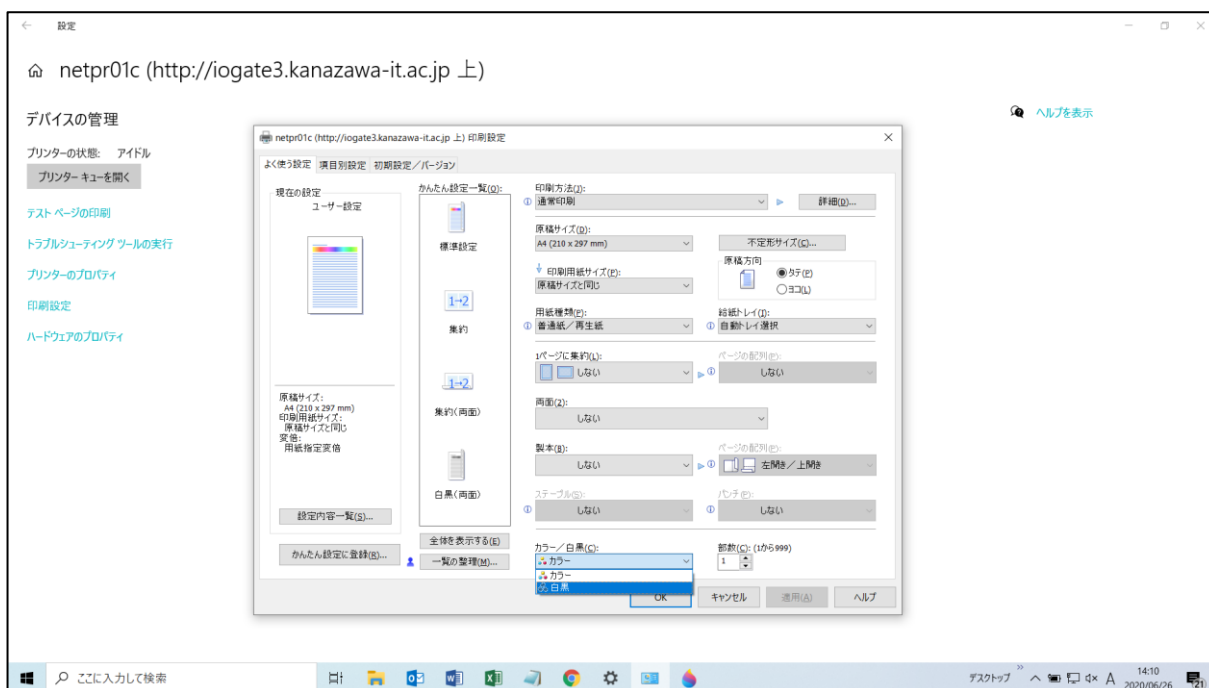 設定
netpr01c (http://iogate3.kanazawa-it.ac.jp 上)
デバイスの管理
プリンターの状態: アイドル
プリンター キューを開く
テスト ページの印刷
トラブルシューティング ツールの実行
プリンターのプロパティ
印刷設定
ハードウェアのプロパティ
ヘルプを表示
netpr01c (http://iogate3.kanazawa-it.ac.jp 上) 印刷設定
よく使う設定 項目別設定 初期設定/バージョン
現在の設定
ユーザー設定
原稿サイズ:
A4 (210 x 297 mm)
印刷用紙サイズ:
原稿サイズと同じ
変倍:
用紙指定変倍
設定内容一覧(S)...
かんたん設定に登録(R)...
かんたん設定一覧(O):
標準設定
1→2
集約
1→2
集約(両面)
白黒(両面)
全体を表示する(E)
一覧の整理(M)...
印刷方法(J):
通常印刷
詳細(D)...
原稿サイズ(D):
A4 (210 x 297 mm)
不定形サイズ(C)...
印刷用紙サイズ(P):
原稿サイズと同じ
原稿方向
タテ(P)
ヨコ(L)
用紙種類(P):
普通紙/再生紙
給紙トレイ(I):
自動トレイ選択
1ページに集約(L):
しない
ページの配列(P):
しない
両面(2):
しない
製本(B):
しない
ページの配列(P):
左開き/上開き
ステープル(S):
しない
パンチ(P):
しない
カラー/白黒(C):
カラー
カラー
白黒
部数(C): (1から999)
1
OK キャンセル 適用(A) ヘルプ
ここに入力して検索
デスクトップ
A
14:10
2020/06/26
21